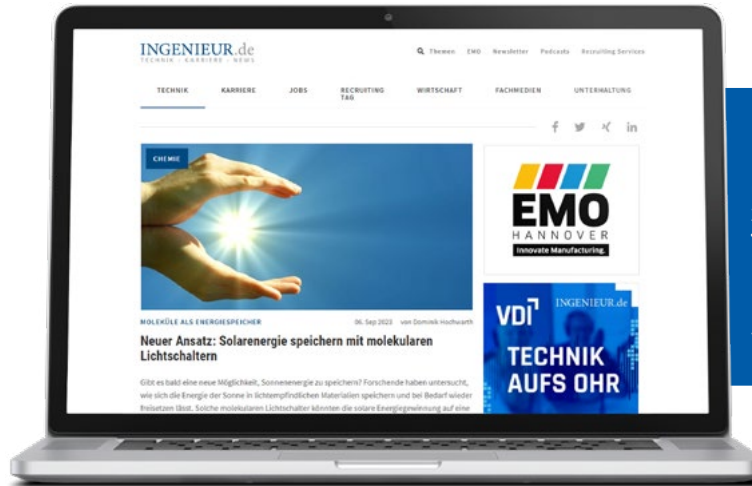 INGENIEUR.de
TECHNIK - KARRIERE - NEWS
Themen EMO Newsletter Podcasts Recruiting Services
TECHNIK KARRIERE JOBS RECRUITING TAG WIRTSCHAFT FACHMEDIEN UNTERHALTUNG
f in
CHEMIE
EMO
HANNOVER
Innovate Manufacturing.
MOLEKÜLE ALS ENERGIESPEICHER 06. Sep 2023 von Dominik Hochwarth
Neuer Ansatz: Solarenergie speichern mit molekularen
Lichtschaltern
Gibt es bald eine neue Möglichkeit, Sonnenenergie zu speichern? Forschende haben untersucht,
wie sich die Energie der Sonne in lichtempfindlichen Materialien speichern und bei Bedarf wieder
freisetzen lässt. Solche molekularen Lichtschalter könnten die solare Energiegewinnung auf eine
VDI INGENIEUR.de
TECHNIK
AUFS OHR